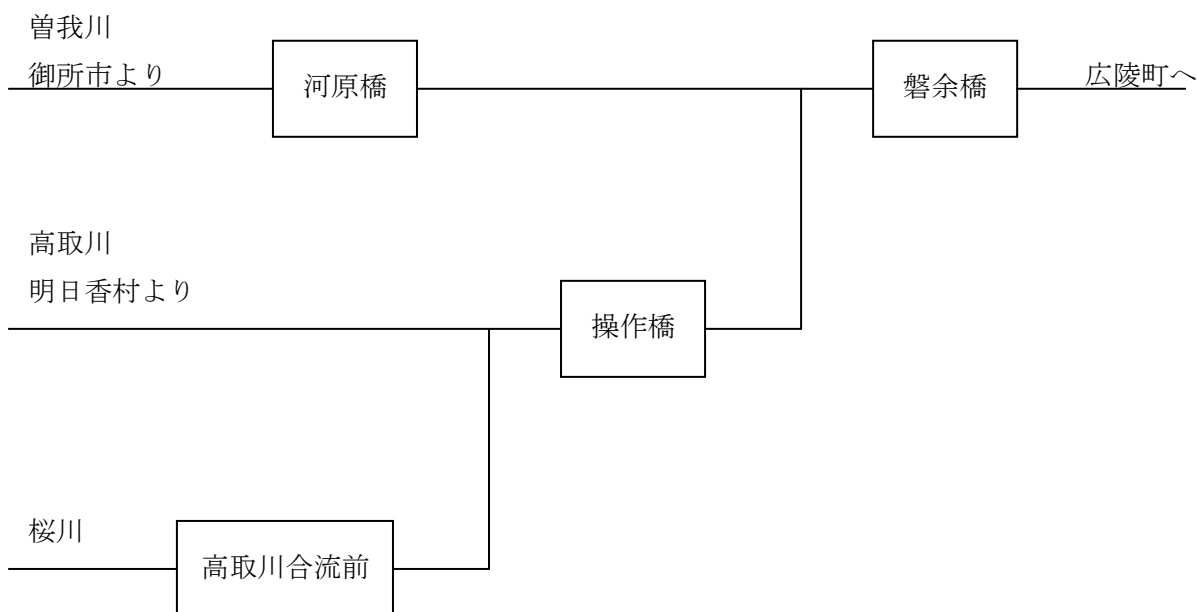 曽我川
御所市より
河原橋
磐余橋
広陵町へ
高取川
明日香村より
操作橋
桜川
高取川合流前